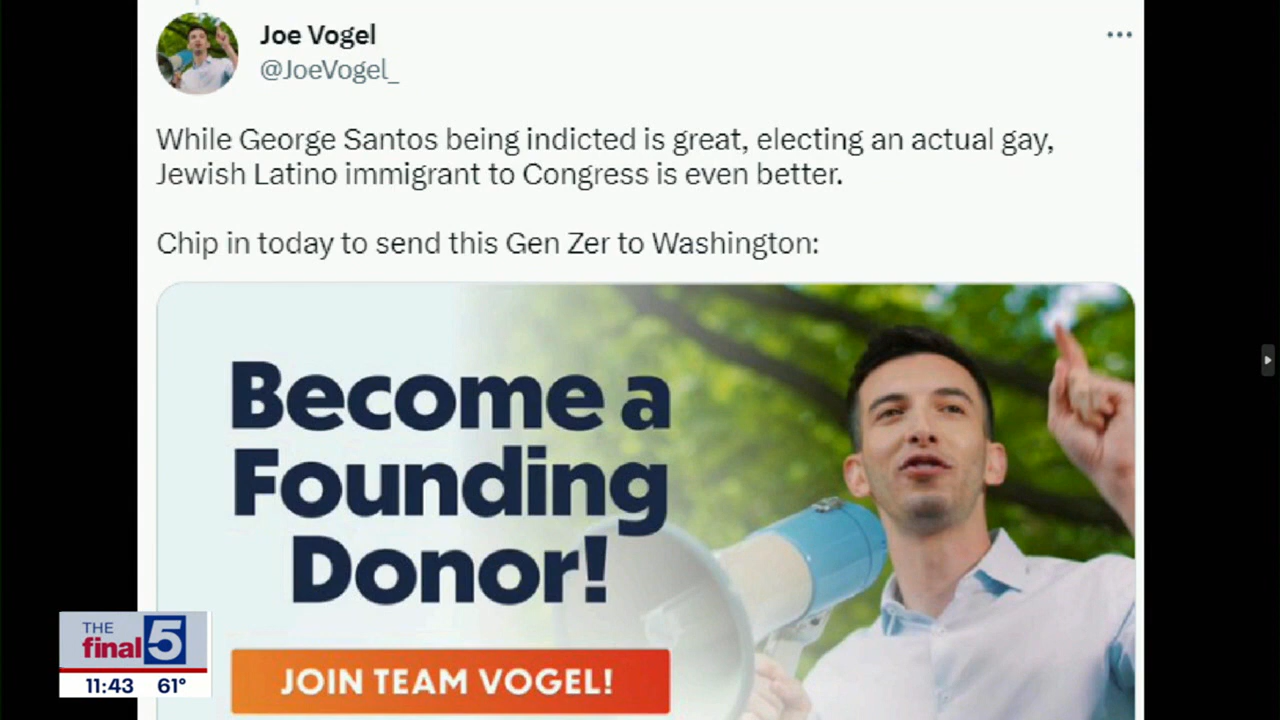 Joe Vogel
@JoeVogel_
While George Santos being indicted is great, electing an actual gay,
Jewish Latino immigrant to Congress is even better.
Chip in today to send this Gen Zer to Washington:
Become a
Founding
Donor!
JOIN TEAM VOGEL!
THE
final 5
11:43 61°